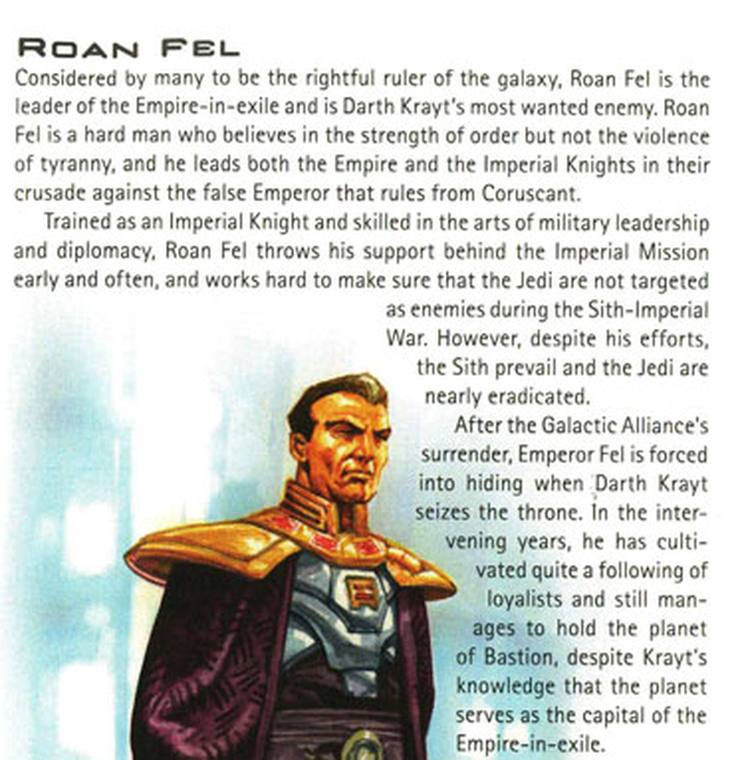 ROAN FEL
Considered by many to be the rightful ruler of the galaxy, Roan Fel is the
leader of the Empire-in-exile and is Darth Krayt's most wanted enemy. Roan
Fel is a hard man who believes in the strength of order but not the violence
of tyranny, and he leads both the Empire and the Imperial Knights in their
crusade against the false Emperor that rules from Coruscant.
Trained as an Imperial Knight and skilled in the arts of military leadership
and diplomacy, Roan Fel throws his support behind the Imperial Mission
early and often, and works hard to make sure that the Jedi are not targeted
as enemies during the Sith-Imperial
War. However, despite his efforts,
the Sith prevail and the Jedi are
nearly eradicated.
After the Galactic Alliance's
surrender, Emperor Fel is forced
into hiding when Darth Krayt
seizes the throne. In the inter-
vening years, he has culti-
vated quite a following of
loyalists and still man-
ages to hold the planet
of Bastion, despite Krayt's
knowledge that the planet
serves as the capital of the
Empire-in-exile.